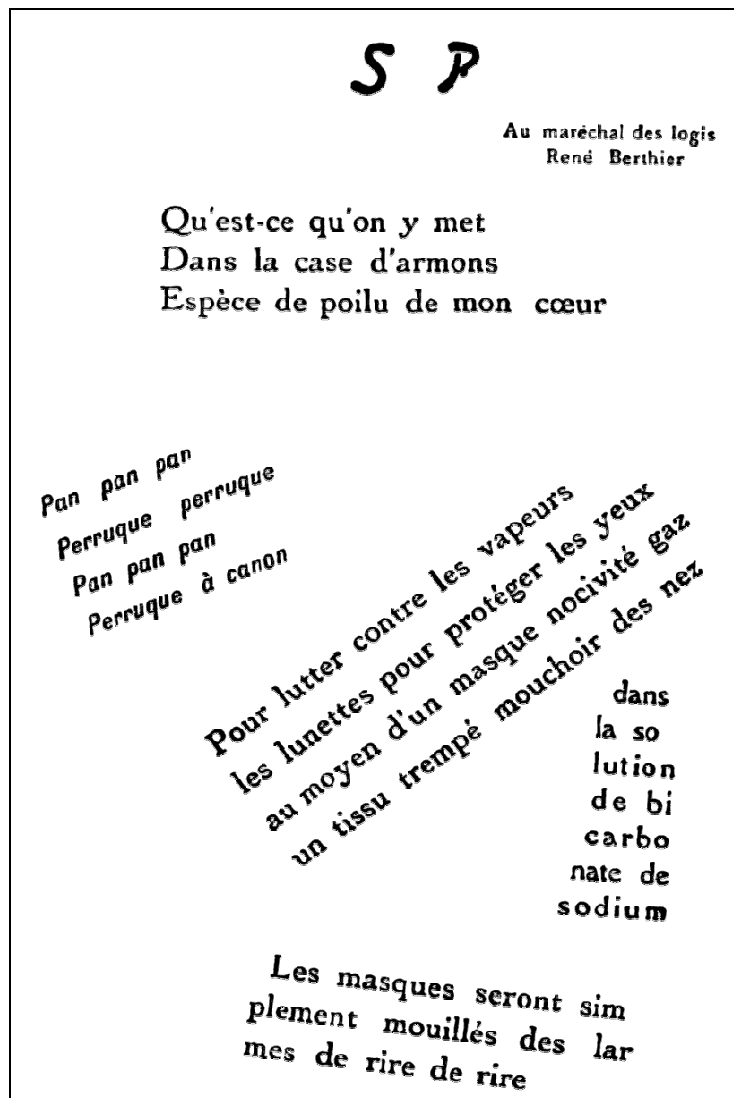 S P
Au maréchal des logis
René Berthier
Qu'est-ce qu'on y met
Dans la case d'armons
Espèce de poilu de mon cœur
Pan pan pan
Perruque perruque
Pan pan pan
Perruque à canon
Pour lutter contre les vapeurs
les lunettes pour protéger les yeux
au moyen d'un masque nocivité gaz
un tissu trempé mouchoir des nez
dans
la so
lution
de bi
carbo
nate de
sodium
Les masques seront sim
plement mouillés des lar
mes de rire de rire